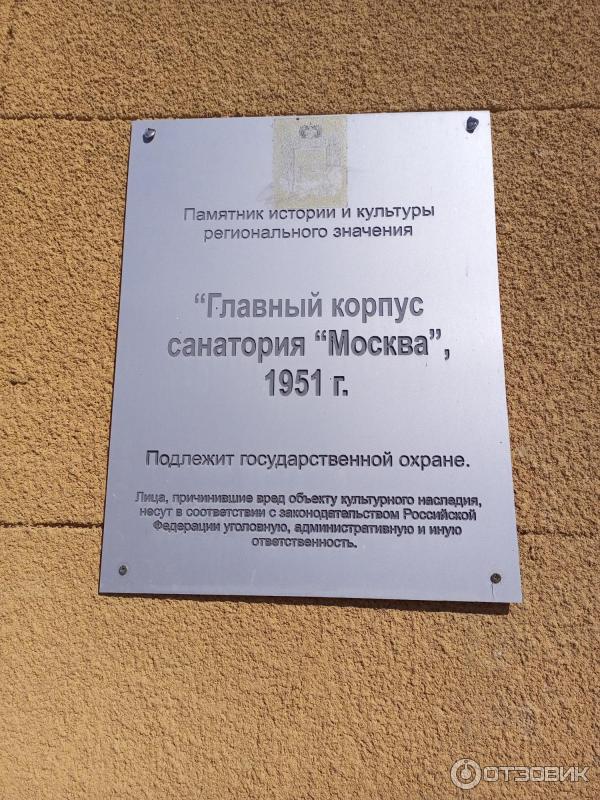 Памятник истории и культуры
регионального значения
“Главный корпус
санатория “Москва”,
1951 г.
Подлежит государственной охране.
Лица, причинившие вред объекту культурного наследия,
несут в соответствии с законодательством Российской
Федерации уголовную, административную и иную
ответственность.
ОТЗОВИК